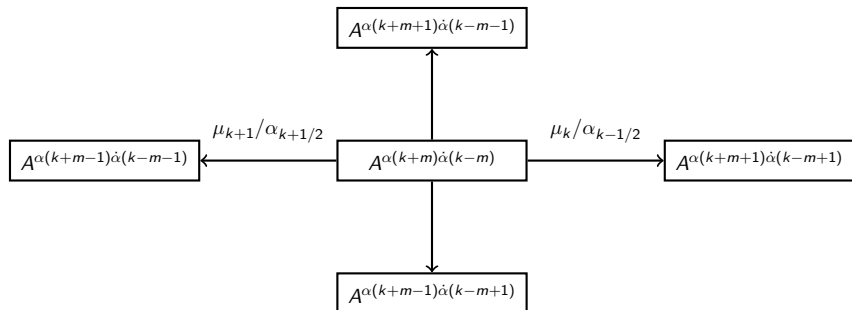 A^{α(k+m+1)α̇(k−m−1)}
μ_{k+1}/α_{k+1/2}
μ_k/α_{k−1/2}
A^{α(k+m−1)α̇(k−m−1)}
A^{α(k+m)α̇(k−m)}
A^{α(k+m+1)α̇(k−m+1)}
A^{α(k+m−1)α̇(k−m+1)}